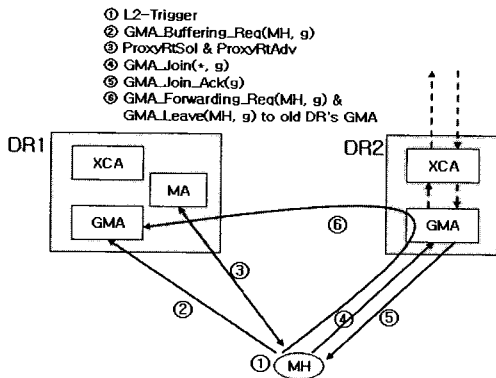 ① L2-Trigger
② GMA_Buffering_Req(MH, g)
③ ProxyRtSol & ProxyRtAdv
④ GMA_Join(*, g)
⑤ GMA_Join_Ack(g)
⑥ GMA_Forwarding_Req(MH, g) &
GMA_Leave(MH, g) to old DR's GMA
DR1
DR2
XCA
XCA
MA
GMA
GMA
⑥
③
②
④
⑤
①
MH